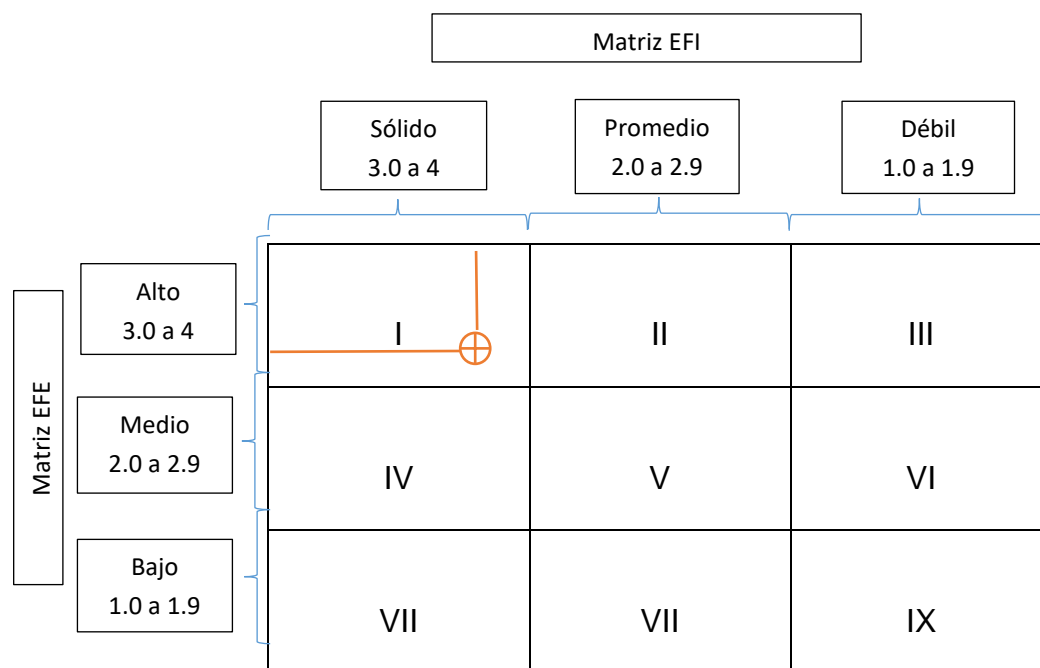 Matriz EFI
Sólido
3.0 a 4
Promedio
2.0 a 2.9
Débil
1.0 a 1.9
Matriz EFE
Alto
3.0 a 4
I
II
III
Medio
2.0 a 2.9
IV
V
VI
Bajo
1.0 a 1.9
VII
VII
IX